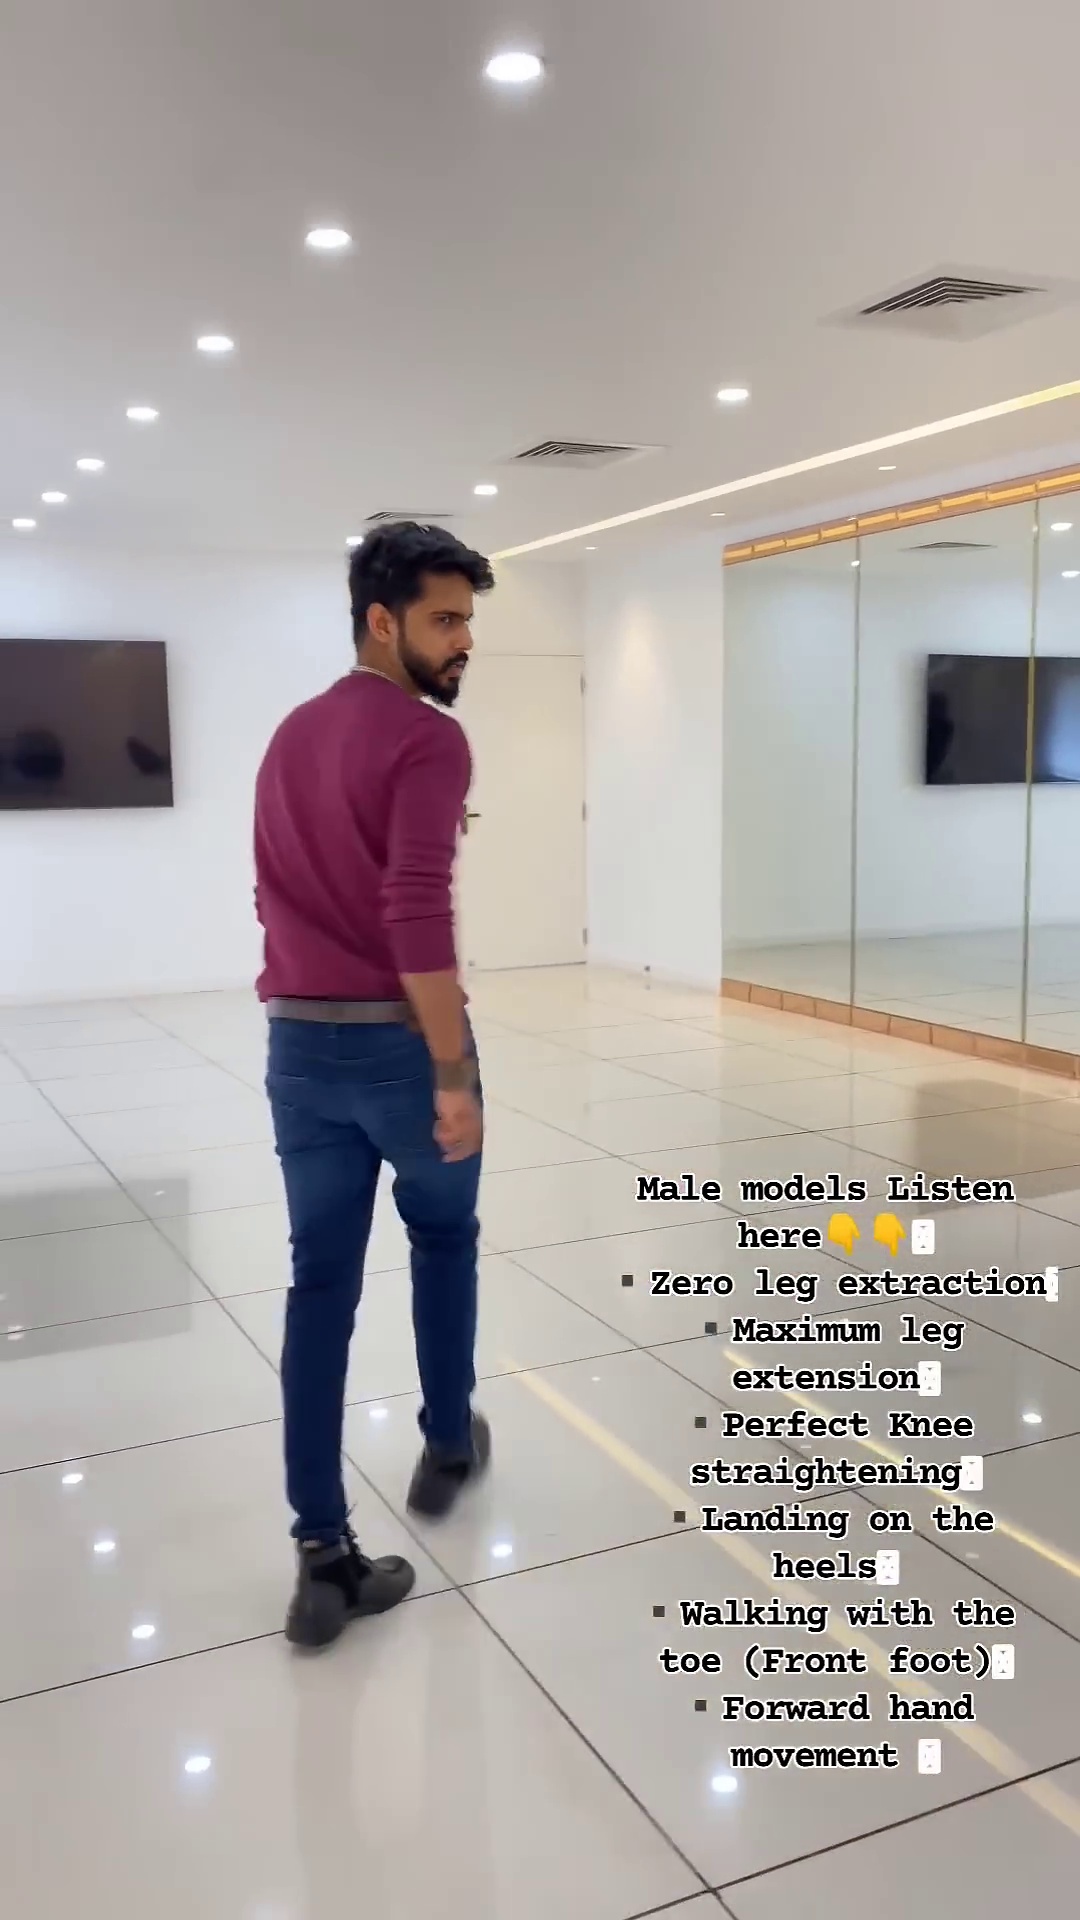 Male models Listen
here👇👇
▪ Zero leg extraction
▪ Maximum leg
extension
▪ Perfect Knee
straightening
▪ Landing on the
heels
▪ Walking with the
toe (Front foot)
▪ Forward hand
movement